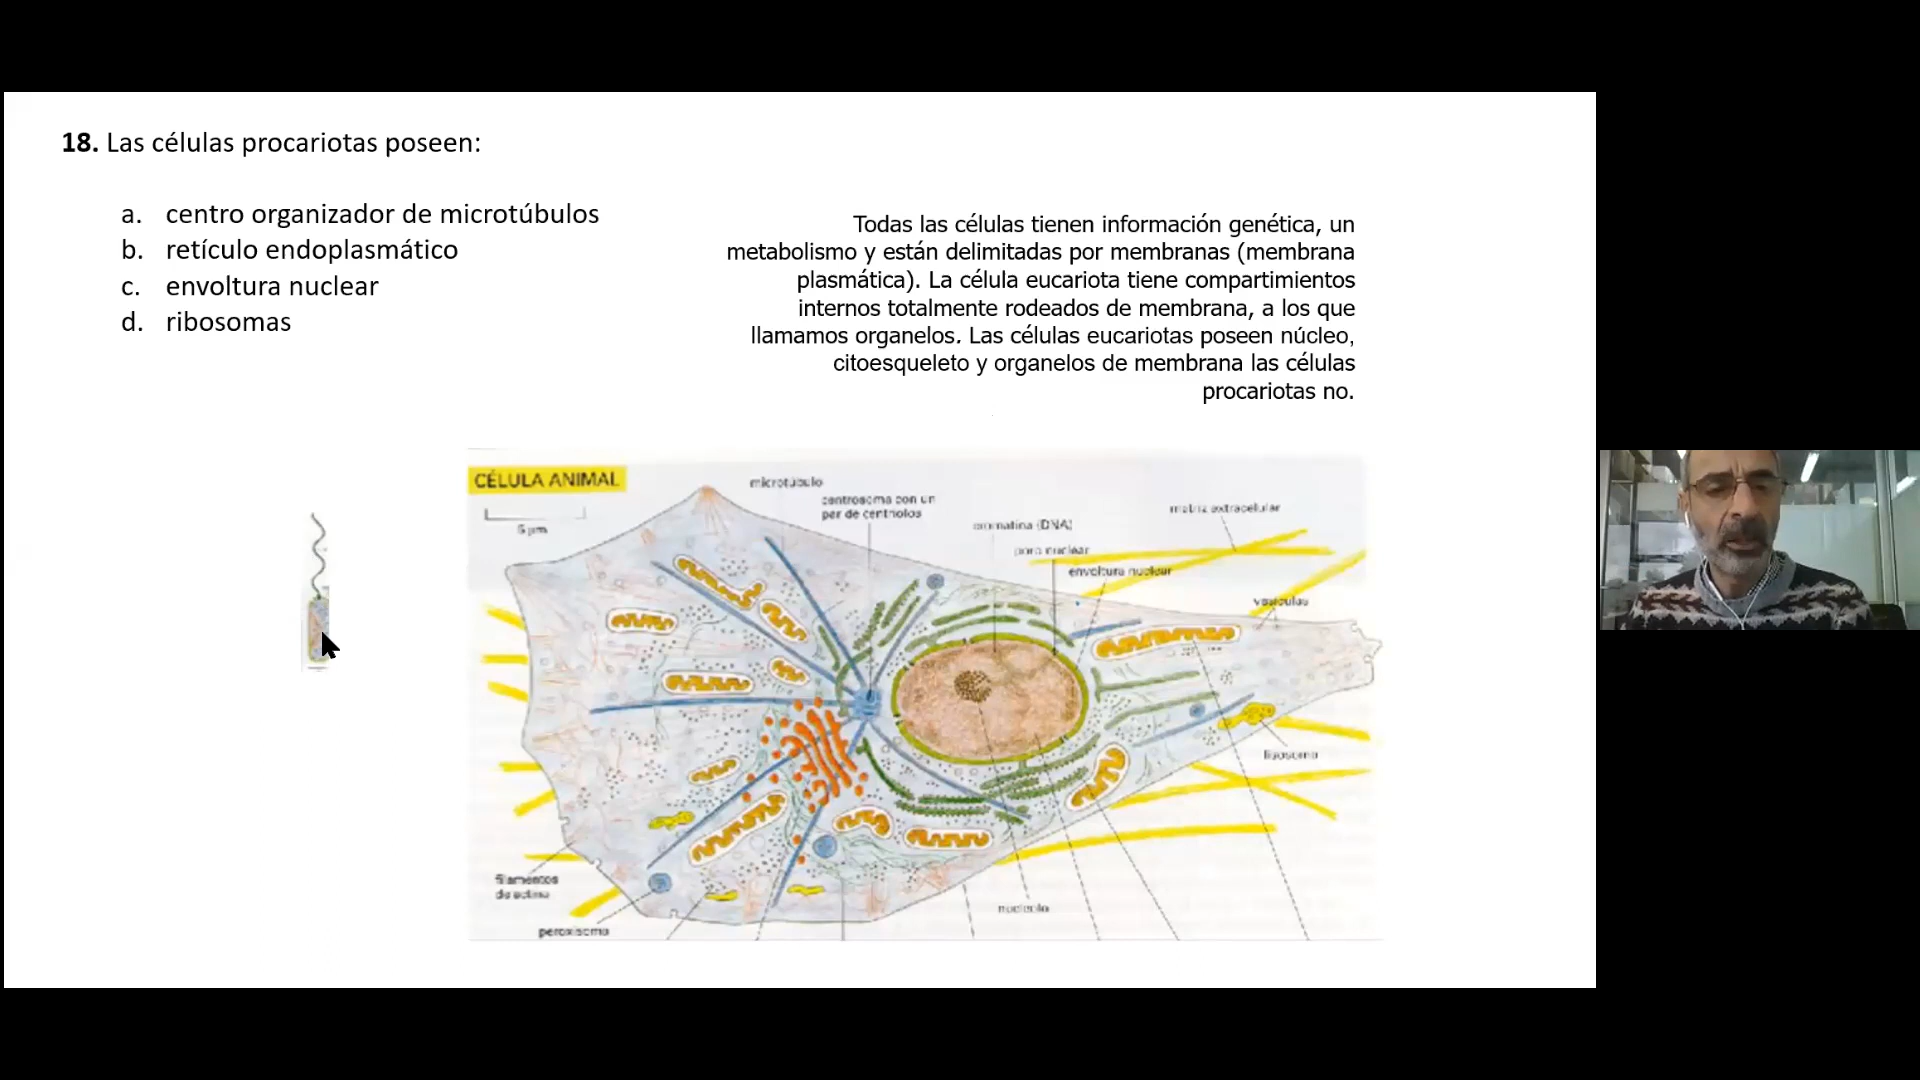 18. Las células procariotas poseen:
a. centro organizador de microtúbulos
b. retículo endoplasmático
c. envoltura nuclear
d. ribosomas
Todas las células tienen información genética, un
metabolismo y están delimitadas por membranas (membrana
plasmática). La célula eucariota tiene compartimientos
internos totalmente rodeados de membrana, a los que
llamamos organelos. Las células eucariotas poseen núcleo,
citoesqueleto y organelos de membrana las células
procariotas no.
CÉLULA ANIMAL
5 µm
microtúbulo
centrosoma con un
par de centriolos
cromatina (DNA)
poro nuclear
envoltura nuclear
matriz extracelular
vesículas
lisosoma
filamentos
de actina
peroxisoma
nucleolo